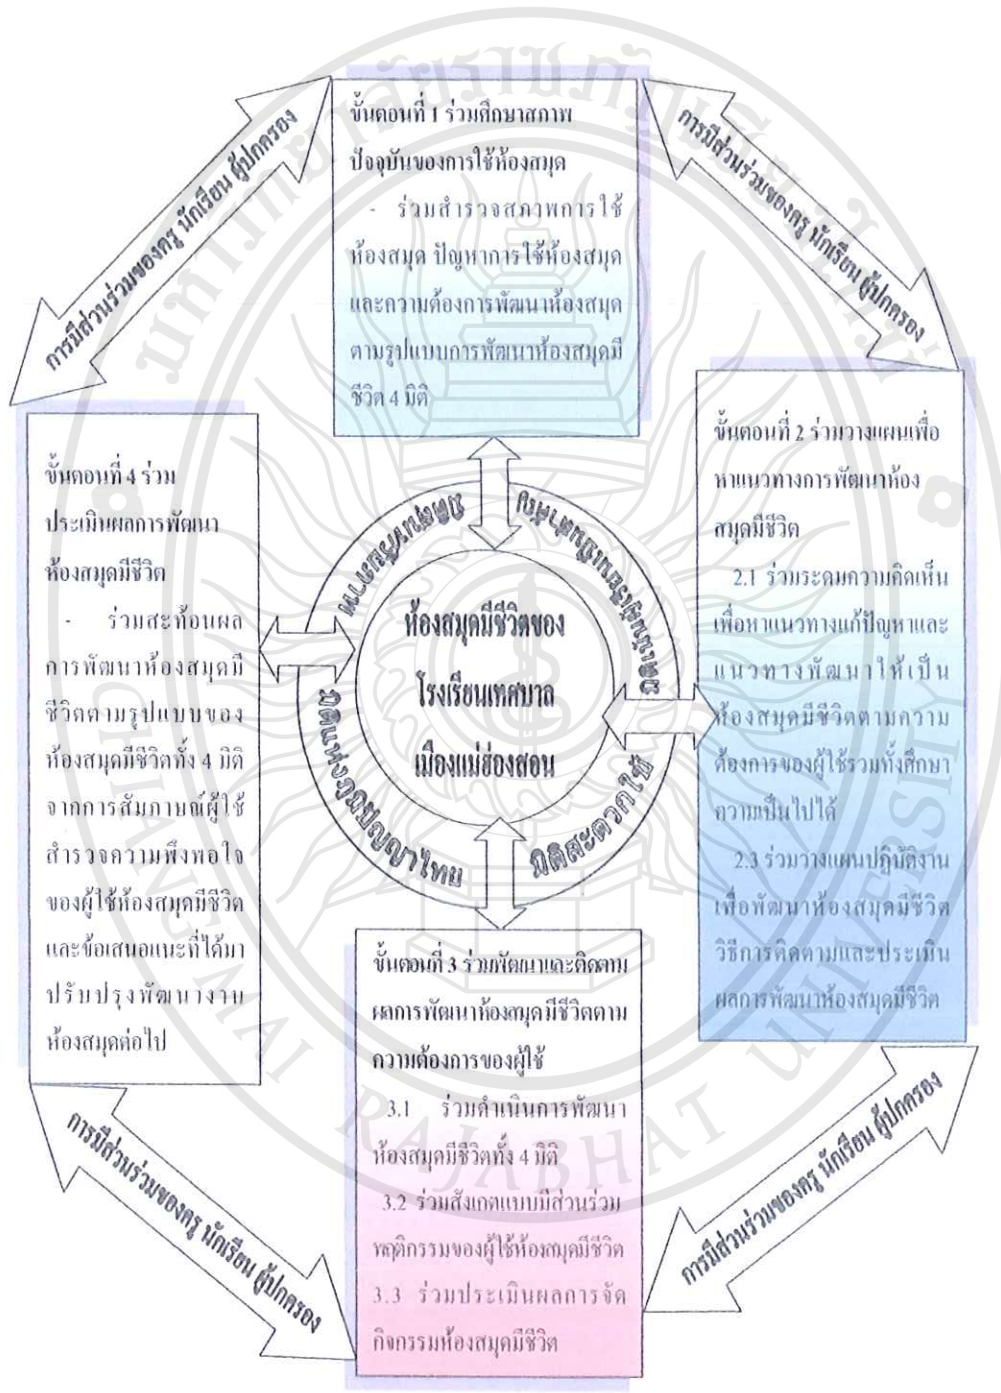 ขั้นตอนที่ 1 ร่วมศึกษาสภาพ
ปัจจุบันของการใช้ห้องสมุด
- ร่วมสำรวจสภาพการใช้
ห้องสมุด ปัญหาการใช้ห้องสมุด
และความต้องการพัฒนาห้องสมุด
ตามรูปแบบการพัฒนาห้องสมุดมี
ชีวิต 4 มิติ
การมีส่วนร่วมของครู นักเรียน ผู้ปกครอง
การมีส่วนร่วมของครู นักเรียน ผู้ปกครอง
ขั้นตอนที่ 2 ร่วมวางแผนเพื่อ
หาแนวทางการพัฒนาห้อง
สมุดมีชีวิต
2.1 ร่วมระดมความคิดเห็น
เพื่อหาแนวทางแก้ปัญหาและ
แนวทางพัฒนาให้เป็น
ห้องสมุดมีชีวิตตามความ
ต้องการของผู้ใช้รวมทั้งศึกษา
ความเป็นไปได้
2.3 ร่วมวางแผนปฏิบัติงาน
เพื่อพัฒนาห้องสมุดมีชีวิต
วิธีการติดตามและประเมิน
ผลการพัฒนาห้องสมุดมีชีวิต
ขั้นตอนที่ 4 ร่วม
ประเมินผลการพัฒนา
ห้องสมุดมีชีวิต
- ร่วมสะท้อนผล
การพัฒนาห้องสมุดมี
ชีวิตตามรูปแบบของ
ห้องสมุดมีชีวิตทั้ง 4 มิติ
จากการสัมภาษณ์ผู้ใช้
สำรวจความพึงพอใจ
ของผู้ใช้ห้องสมุดมีชีวิต
และข้อเสนอแนะที่ได้มา
ปรับปรุงพัฒนางาน
ห้องสมุดต่อไป
มิติสุนทรียภาพ
มิติเน้นผู้เรียนเป็นสำคัญ
มิติแห่งภูมิปัญญาไทย
มิติสะดวกใช้
ห้องสมุดมีชีวิตของ
โรงเรียนเทศบาล
เมืองแม่ฮ่องสอน
ขั้นตอนที่ 3 ร่วมพัฒนาและติดตาม
ผลการพัฒนาห้องสมุดมีชีวิตตาม
ความต้องการของผู้ใช้
3.1 ร่วมดำเนินการพัฒนา
ห้องสมุดมีชีวิตทั้ง 4 มิติ
3.2 ร่วมสังเกตแบบมีส่วนร่วม
พฤติกรรมของผู้ใช้ห้องสมุดมีชีวิต
3.3 ร่วมประเมินผลการจัด
กิจกรรมห้องสมุดมีชีวิต
การมีส่วนร่วมของครู นักเรียน ผู้ปกครอง
การมีส่วนร่วมของครู นักเรียน ผู้ปกครอง
RAJABHAT UNIVERSITY